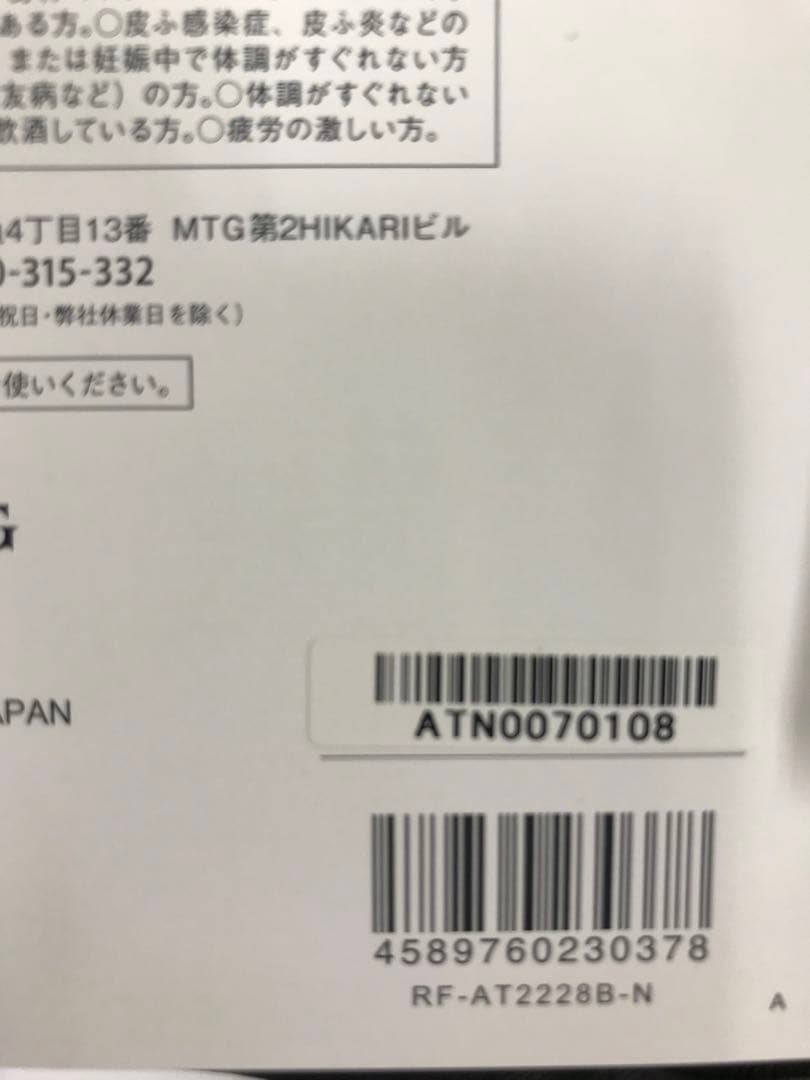 ある方。○皮ふ感染症、皮ふ炎などの
または妊娠中で体調がすぐれない方
友病など）の方。○体調がすぐれない
飲酒している方。○疲労の激しい方。
4丁目13番 MTG第2HIKARIビル
0-315-332
祝日・弊社休業日を除く）
使いください。
G
APAN
ATN0070108
4589760230378
RF-AT2228B-N
A